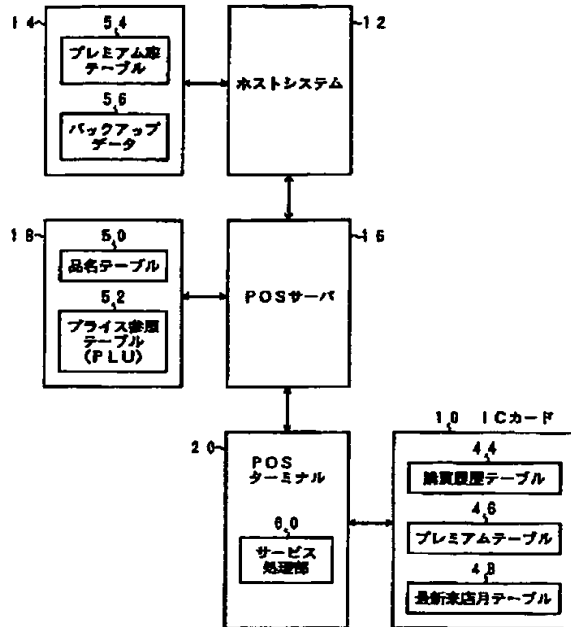 14
54
プレミアム率
テーブル
56
バックアップ
データ
12
ホストシステム
18
50
品名テーブル
52
プライス参照
テーブル
(PLU)
16
POSサーバ
20
POS
ターミナル
60
サービス
処理部
10 ICカード
44
購買履歴テーブル
46
プレミアムテーブル
48
最新来店月テーブル